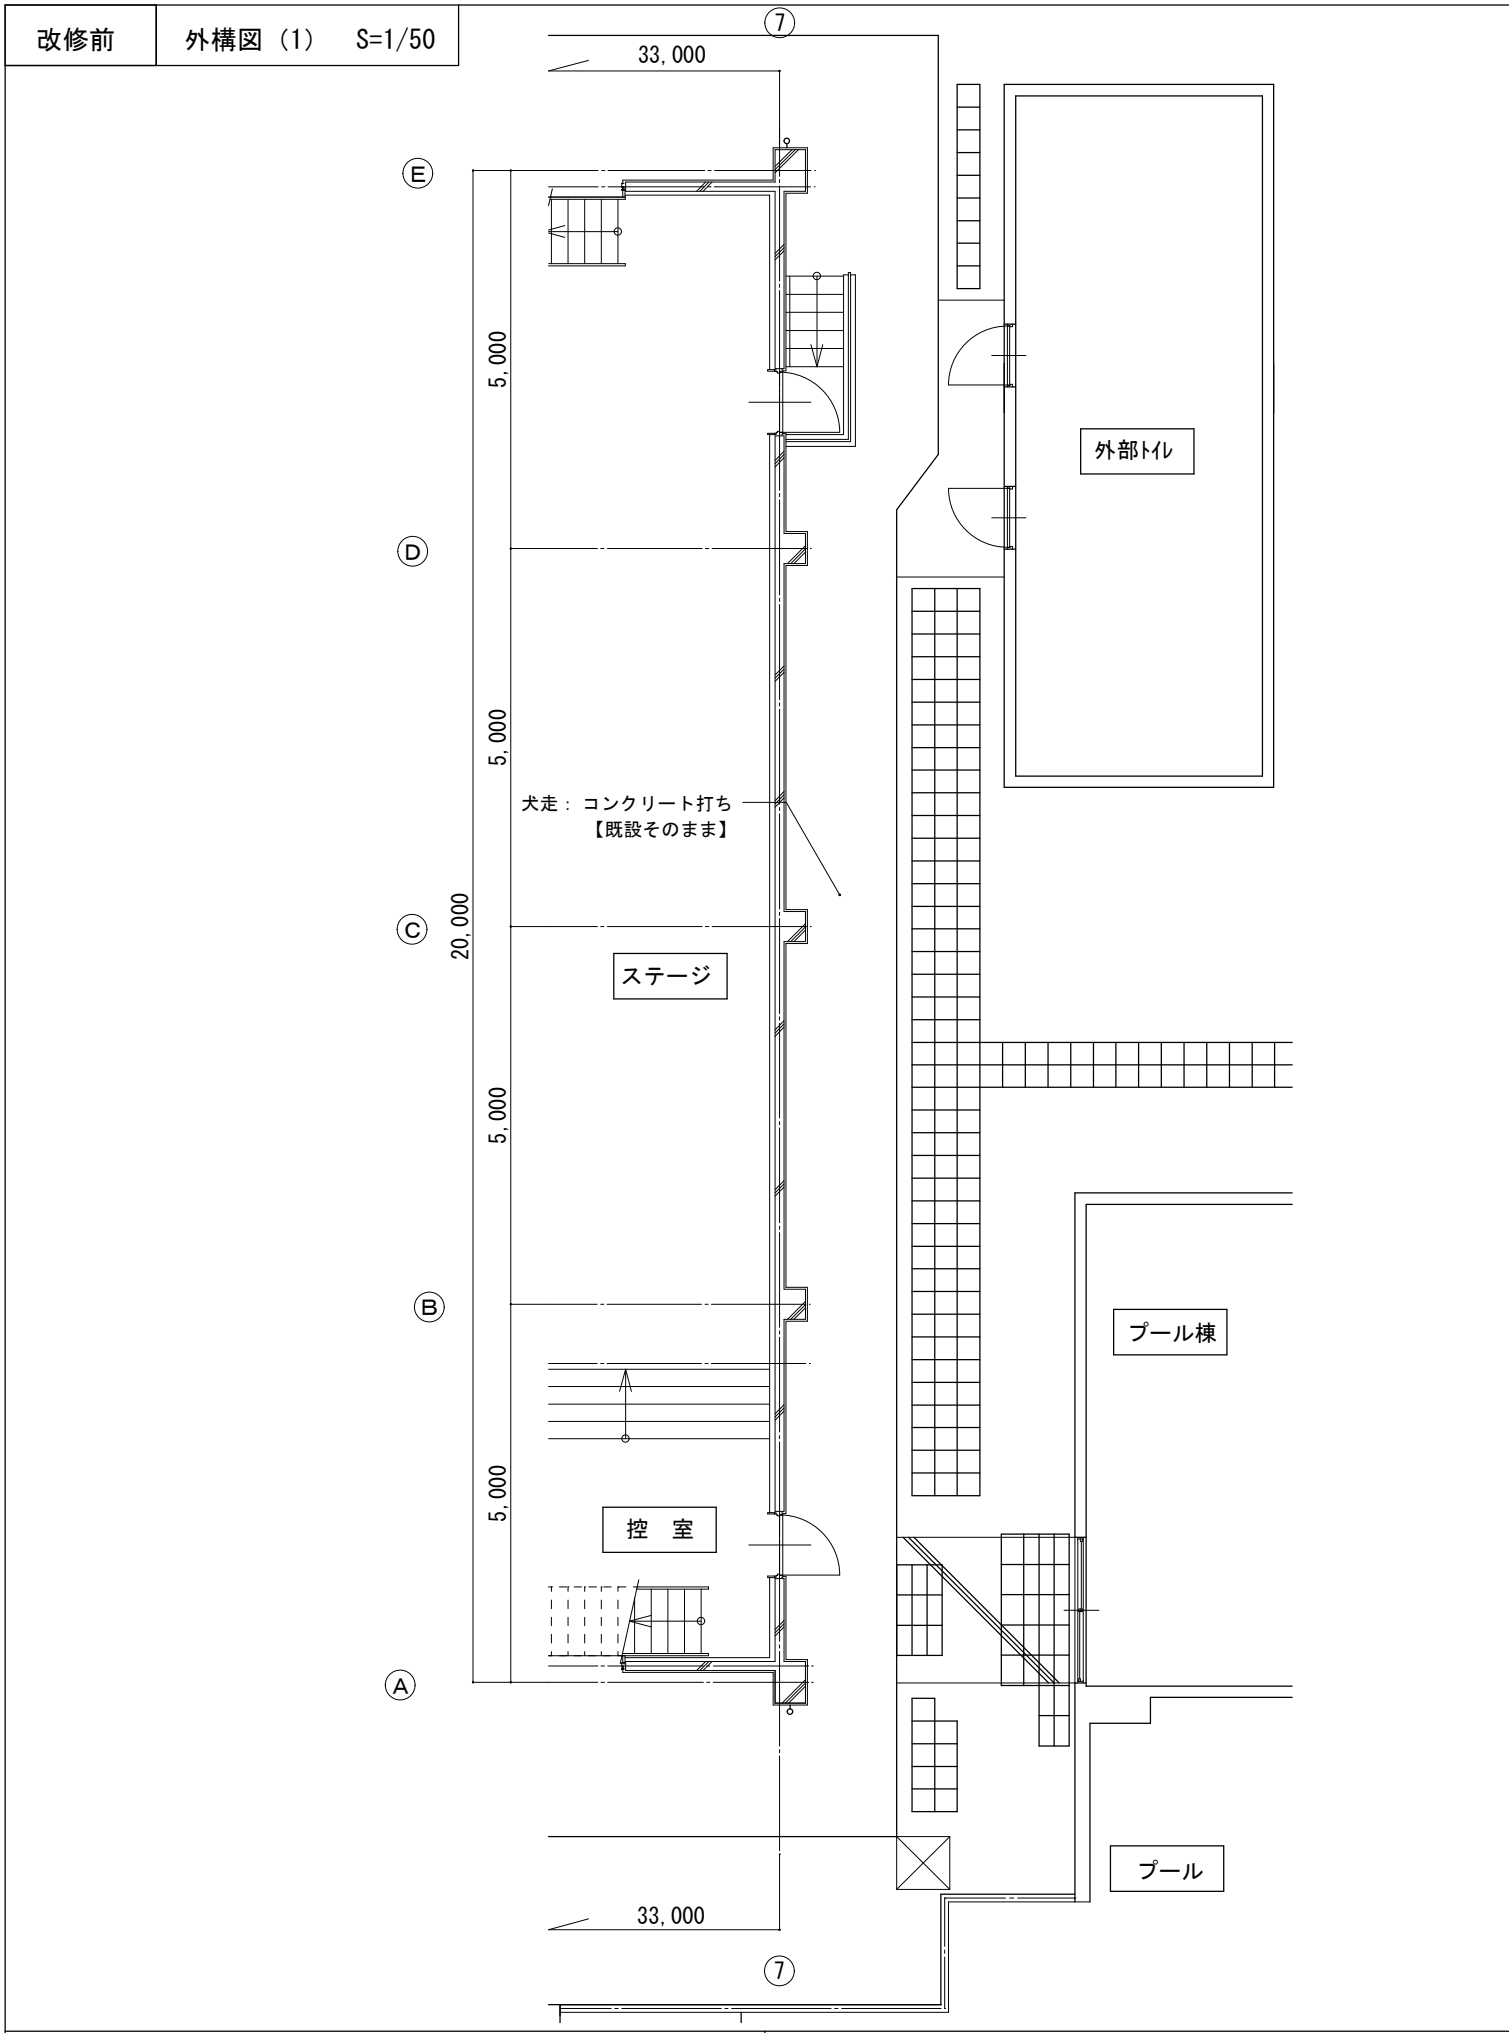 改修前
外構図 (1) S=1/50
7
33,000
E
5,000
外部ﾄｲﾚ
D
5,000
犬走： コンクリート打ち
【既設そのまま】
20,000
C
ステージ
5,000
B
プール棟
5,000
控 室
A
プール
33,000
7